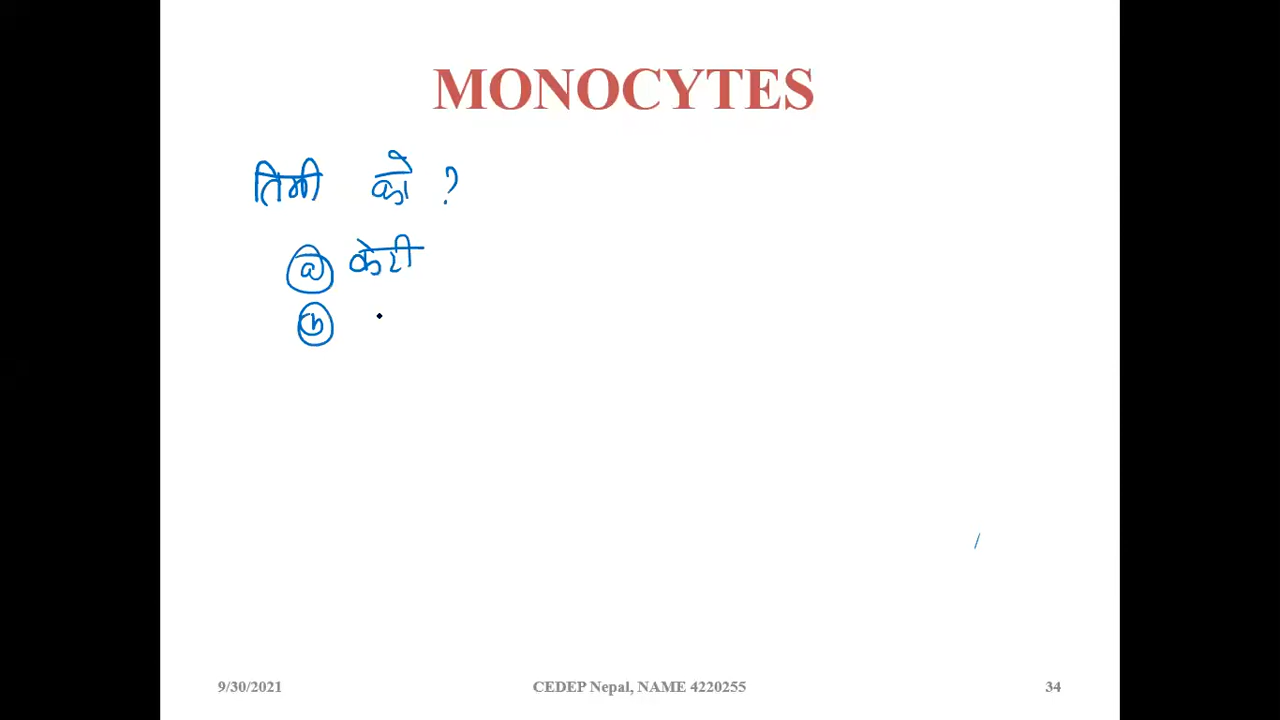 MONOCYTES
तिमी को ?
ⓐ केटी
ⓑ
9/30/2021 CEDEP Nepal, NAME 4220255 34